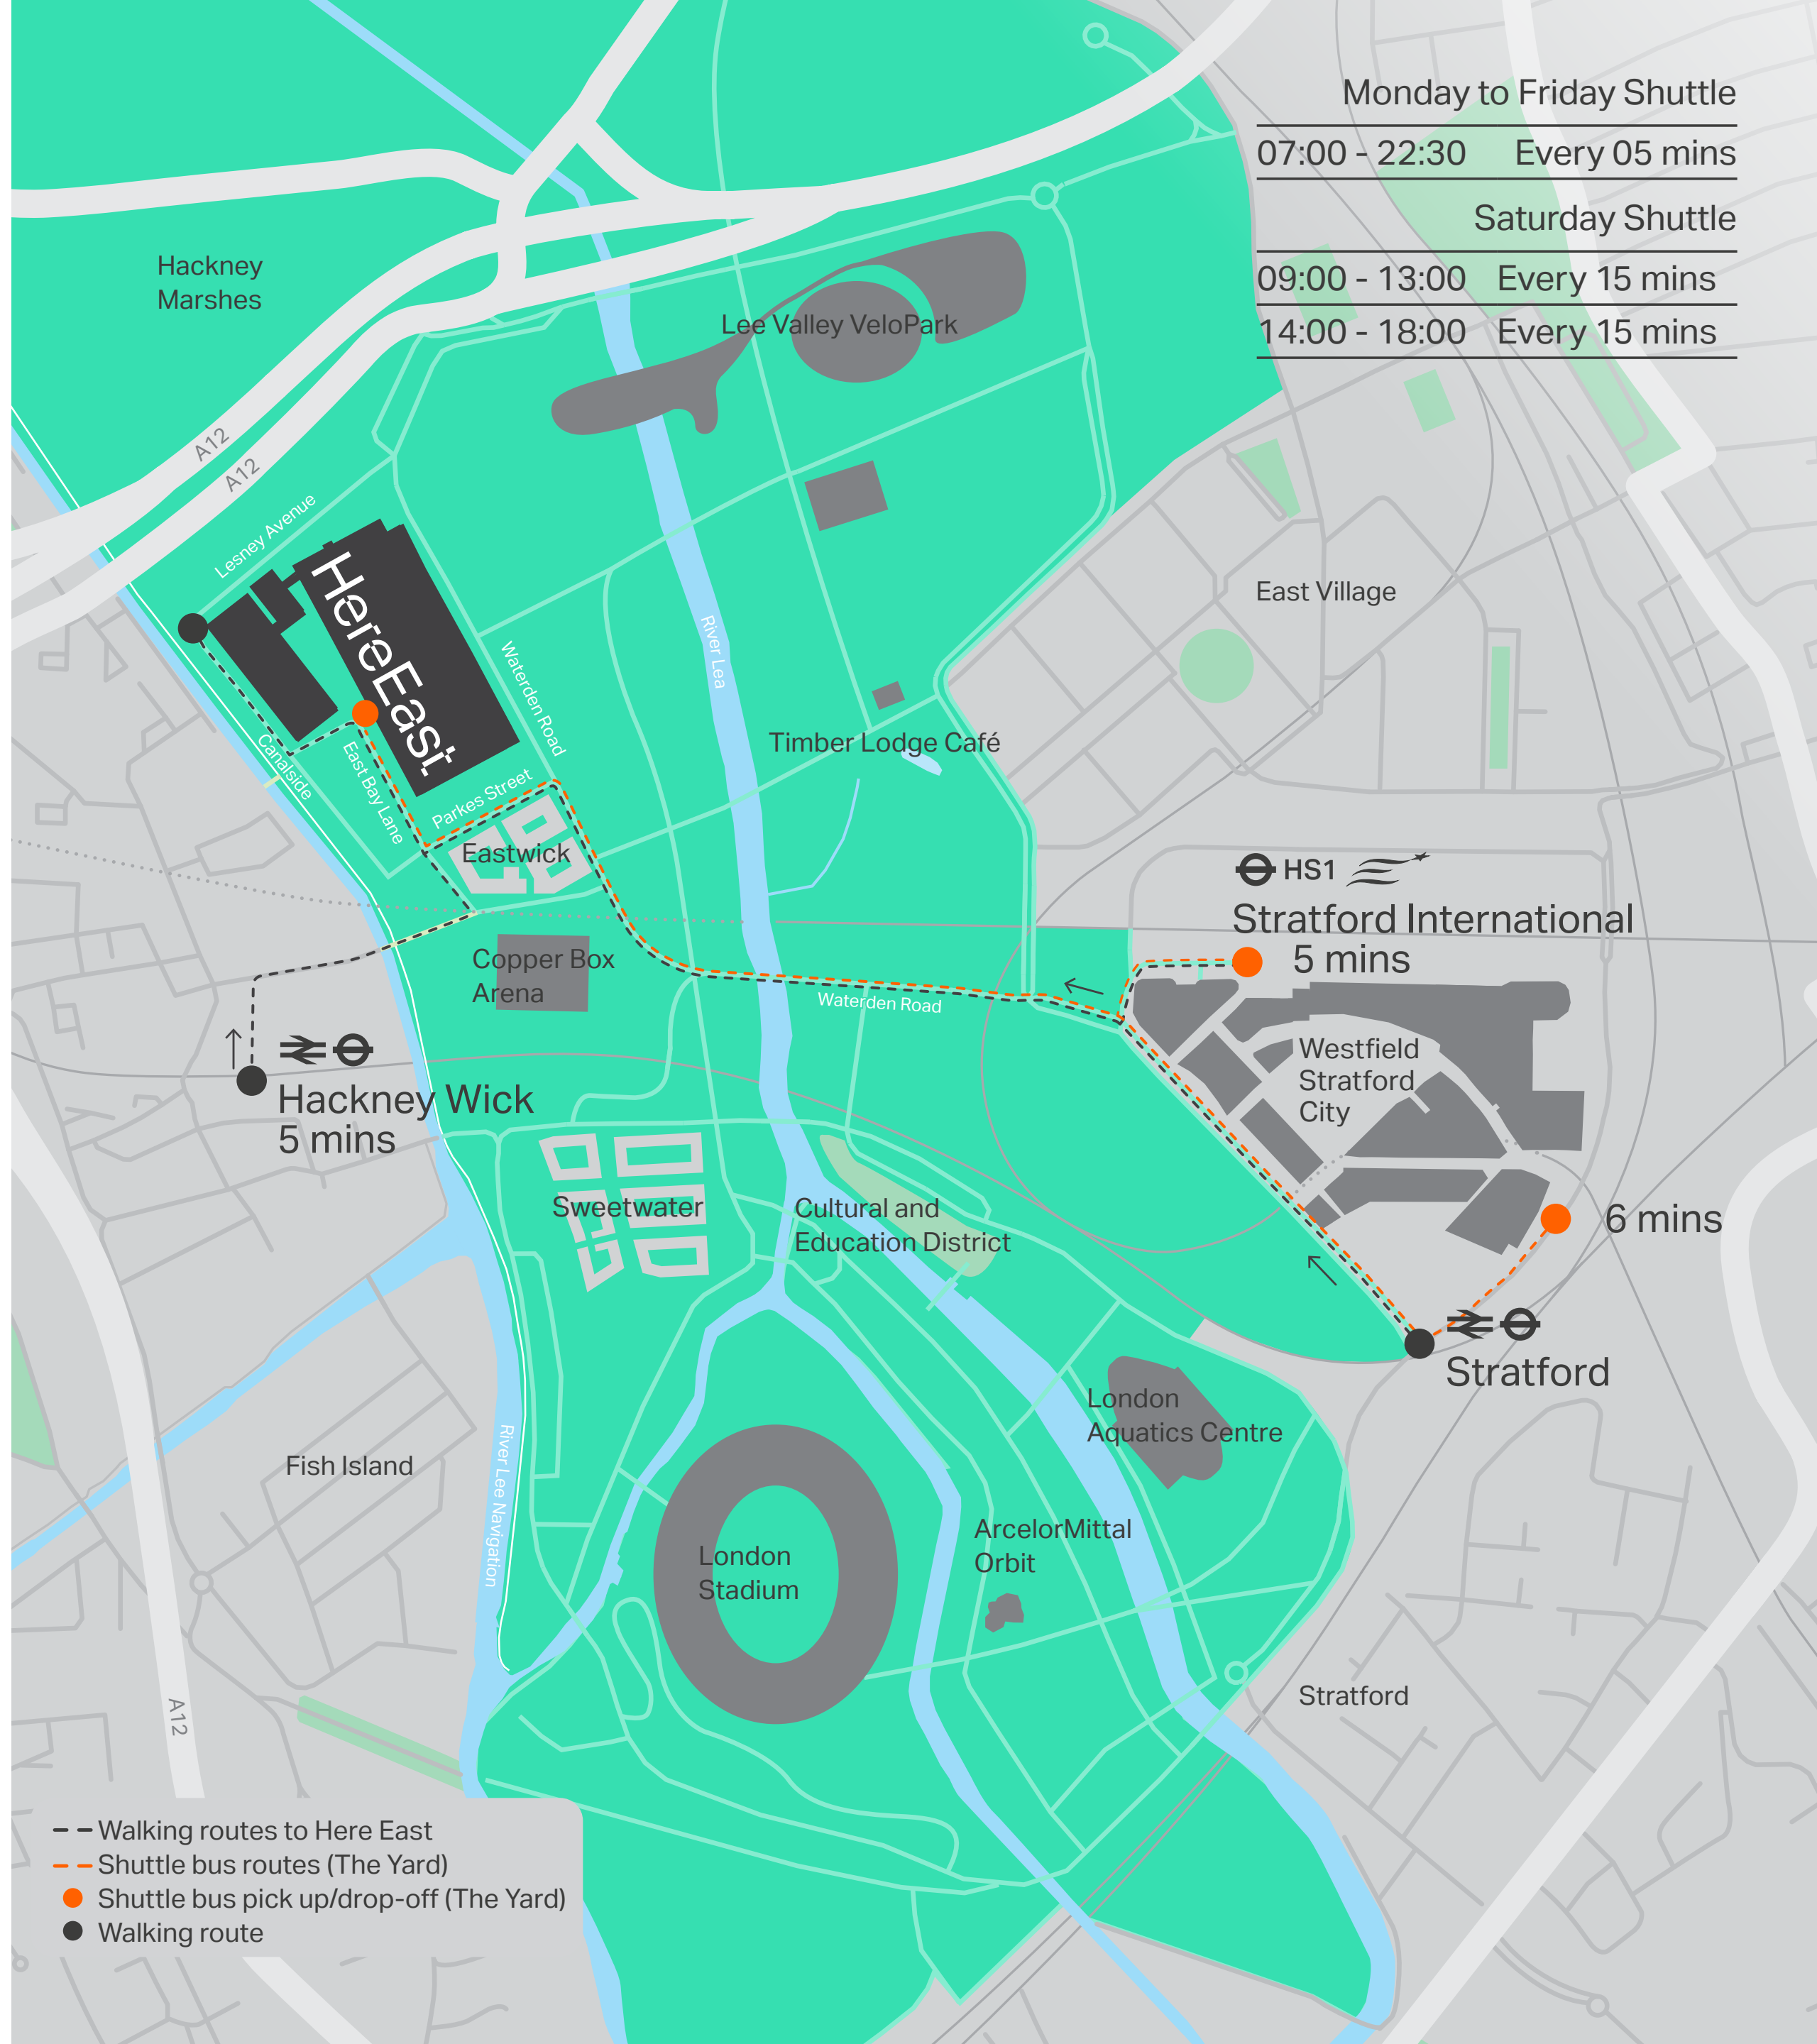 Monday to Friday Shuttle
07:00 - 22:30 Every 05 mins
Saturday Shuttle
09:00 - 13:00 Every 15 mins
14:00 - 18:00 Every 15 mins
Hackney
Marshes
Lee Valley VeloPark
A12
A12
Lesney Avenue
HereEast
East Village
River Lea
Waterden Road
Timber Lodge Café
Canalside
East Bay Lane
Parkes Street
Eastwick
HS1
Stratford International
5 mins
Copper Box
Arena
Waterden Road
Westfield
Stratford
City
Hackney Wick
5 mins
Sweetwater
Cultural and
Education District
6 mins
Stratford
London
Aquatics Centre
Fish Island
River Lee Navigation
ArcelorMittal
Orbit
London
Stadium
Stratford
A12
Walking routes to Here East
Shuttle bus routes (The Yard)
Shuttle bus pick up/drop-off (The Yard)
Walking route